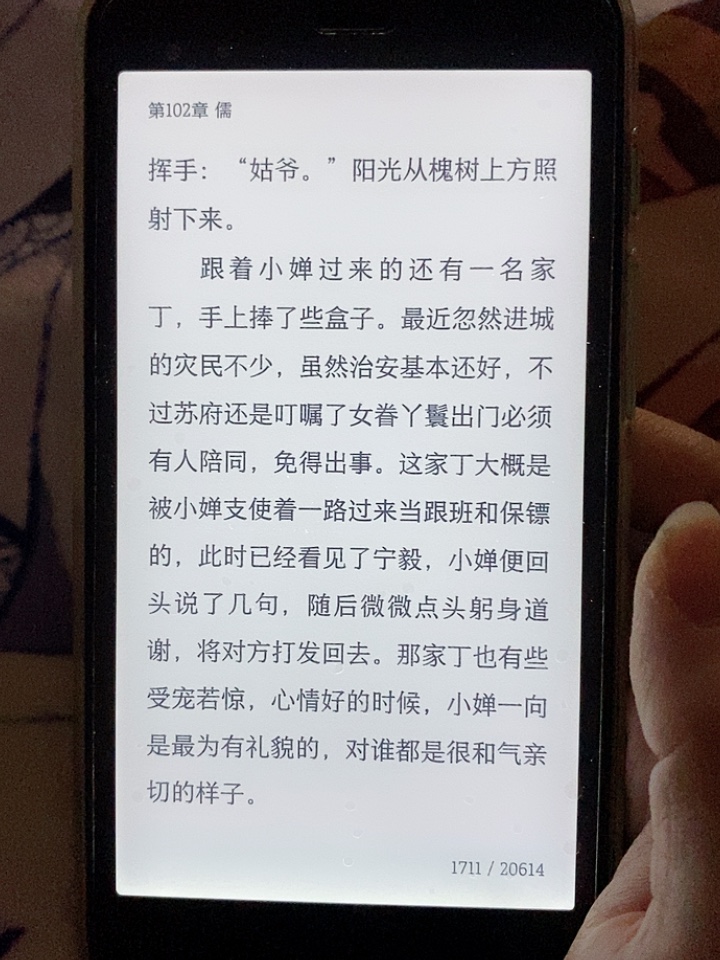 第102章 儒
挥手：“姑爷。”阳光从槐树上方照
射下来。
跟着小婵过来的还有一名家
丁，手上捧了些盒子。最近忽然进城
的灾民不少，虽然治安基本还好，不
过苏府还是叮嘱了女眷丫鬟出门必须
有人陪同，免得出事。这家丁大概是
被小婵支使着一路过来当跟班和保镖
的，此时已经看见了宁毅，小婵便回
头说了几句，随后微微点头躬身道
谢，将对方打发回去。那家丁也有些
受宠若惊，心情好的时候，小婵一向
是最为有礼貌的，对谁都是很和气亲
切的样子。
1711 / 20614